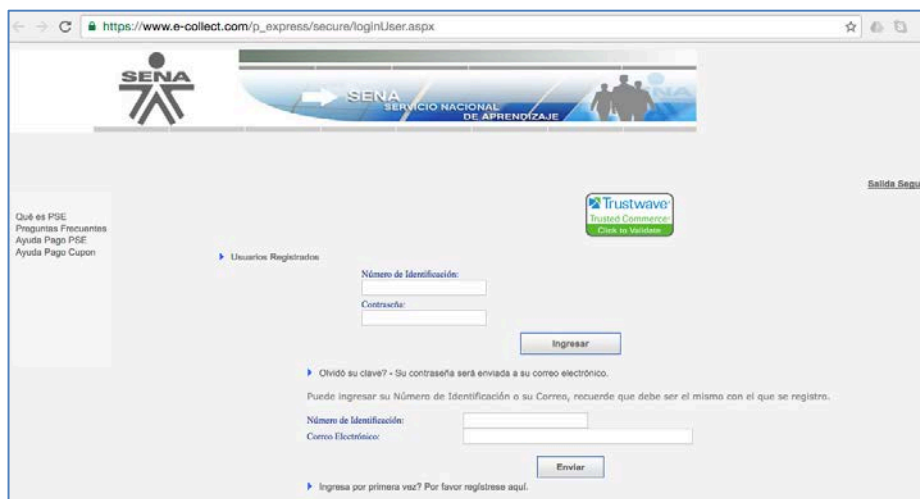 https://www.e-collect.com/p_express/secure/loginUser.aspx
SENA
SENA
SERVICIO NACIONAL
DE APRENDIZAJE
SENA
Salida Segu
Trustwave
Trusted Commerce
Click to Validate
Qué es PSE
Preguntas Frecuentes
Ayuda Pago PSE
Ayuda Pago Cupon
Usuarios Registrados
Número de Identificación:
Contraseña:
Ingresar
Olvidó su clave? - Su contraseña será enviada a su correo electrónico.
Puede ingresar su Número de Identificación o su Correo, recuerde que debe ser el mismo con el que se registro.
Número de Identificación:
Correo Electrónico:
Enviar
Ingresa por primera vez? Por favor regístrese aquí.